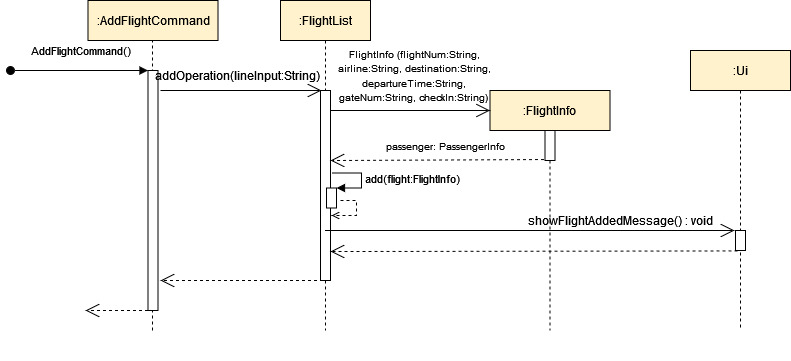 :AddFlightCommand
:FlightList
AddFlightCommand()
FlightInfo (flightNum:String,
airline:String, destination:String,
departureTime:String,
gateNum:String, checkIn:String)
:Ui
addOperation(lineInput:String)
:FlightInfo
passenger: PassengerInfo
add(flight:FlightInfo)
showFlightAddedMessage() : void